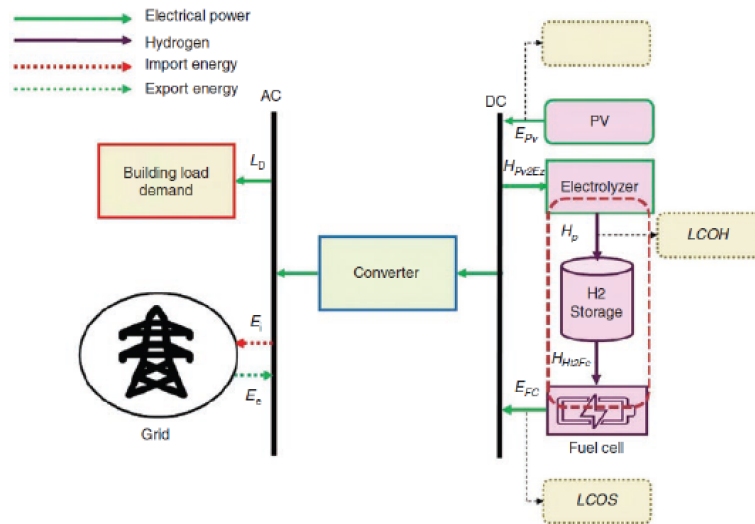 Electrical power
Hydrogen
Import energy
Export energy
AC
DC
PV
E_Pv
L_D
Building load
demand
H_Pv2Ez
Electrolyzer
H_p
LCOH
Converter
H2
Storage
E_i
H_Ht2Fc
E_e
E_FC
Grid
Fuel cell
LCOS